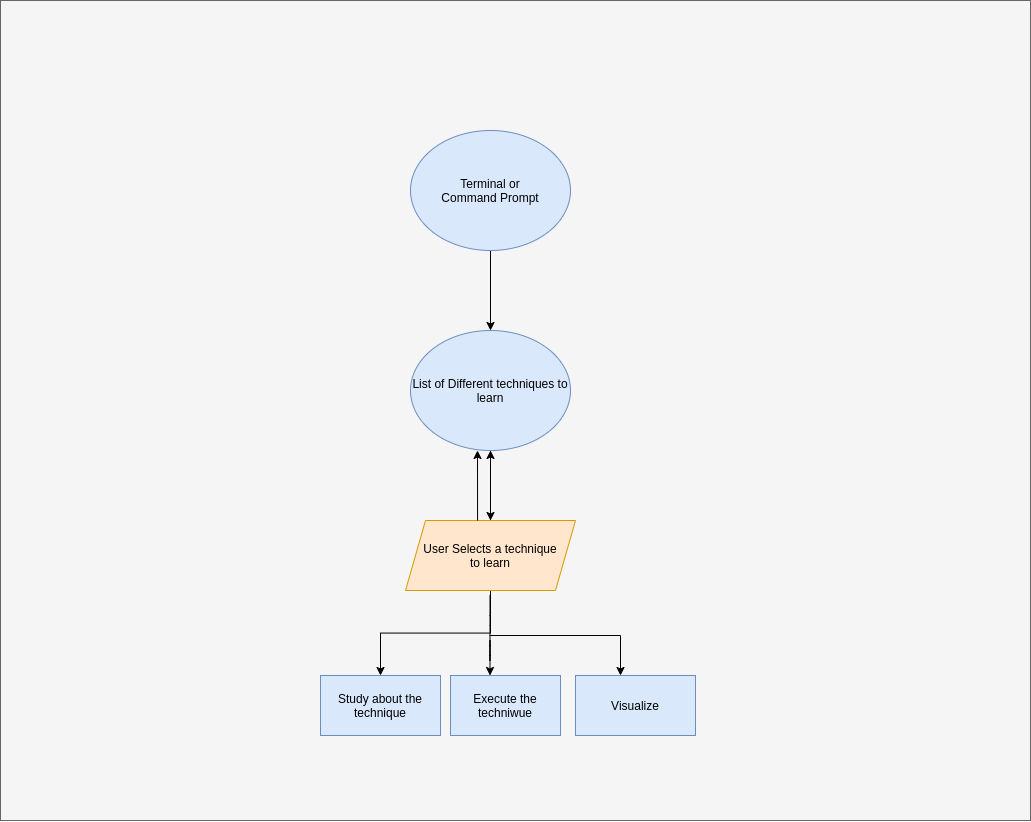 Terminal or
Command Prompt
List of Different techniques to
learn
User Selects a technique
to learn
Study about the
technique
Execute the
techniwue
Visualize